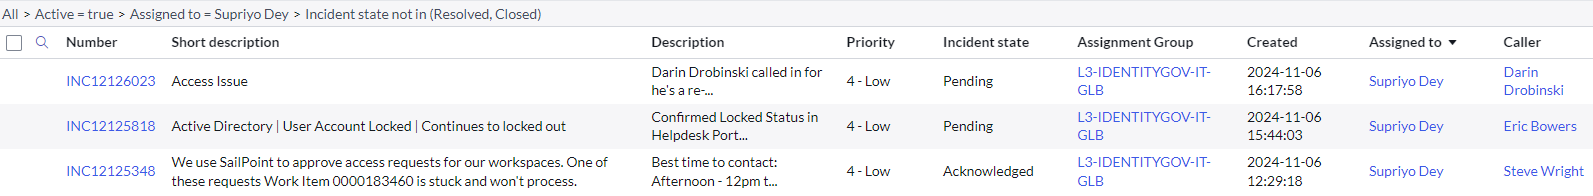 All > Active = true > Assigned to = Supriyo Dey > Incident state not in (Resolved, Closed)
Number Short description Description Priority Incident state Assignment Group Created Assigned to Caller
INC12126023 Access Issue Darin Drobinski called in for he's a re-... 4 - Low Pending L3-IDENTITYGOV-IT-GLB 2024-11-06 16:17:58 Supriyo Dey Darin Drobinski
INC12125818 Active Directory | User Account Locked | Continues to locked out Confirmed Locked Status in Helpdesk Port... 4 - Low Pending L3-IDENTITYGOV-IT-GLB 2024-11-06 15:44:03 Supriyo Dey Eric Bowers
INC12125348 We use SailPoint to approve access requests for our workspaces. One of these requests Work Item 0000183460 is stuck and won't process. Best time to contact: Afternoon - 12pm t... 4 - Low Acknowledged L3-IDENTITYGOV-IT-GLB 2024-11-06 12:29:18 Supriyo Dey Steve Wright